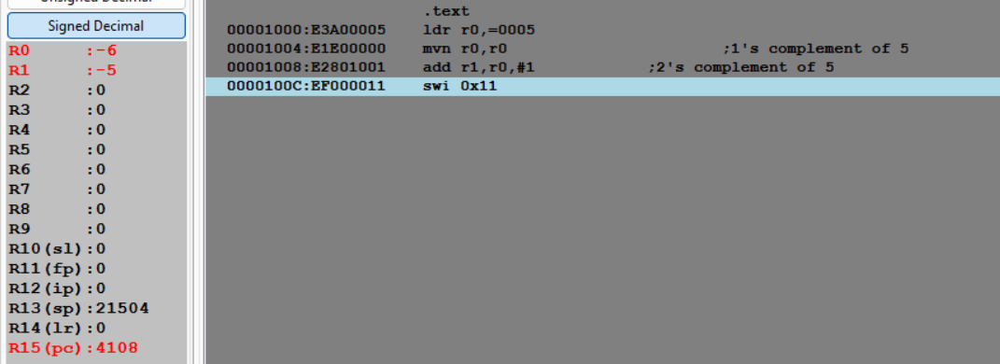 Unsigned Decimal
Signed Decimal
R0 :-6
R1 :-5
R2 :0
R3 :0
R4 :0
R5 :0
R6 :0
R7 :0
R8 :0
R9 :0
R10(sl):0
R11(fp):0
R12(ip):0
R13(sp):21504
R14(lr):0
R15(pc):4108
.text
00001000:E3A00005 ldr r0,=0005
00001004:E1E00000 mvn r0,r0 ;1's complement of 5
00001008:E2801001 add r1,r0,#1 ;2's complement of 5
0000100C:EF000011 swi 0x11